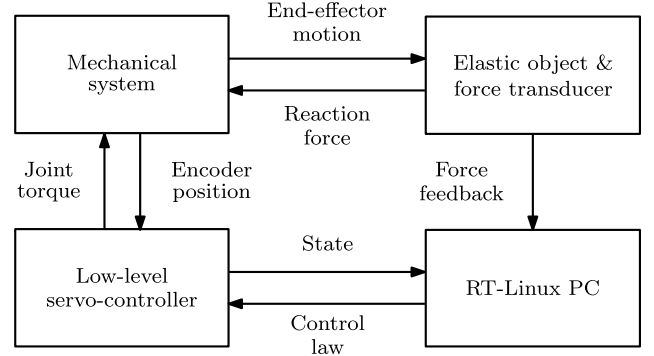 End-effector
motion
Mechanical
system
Elastic object &
force transducer
Reaction
force
Joint
torque
Encoder
position
Force
feedback
State
Low-level
servo-controller
RT-Linux PC
Control
law